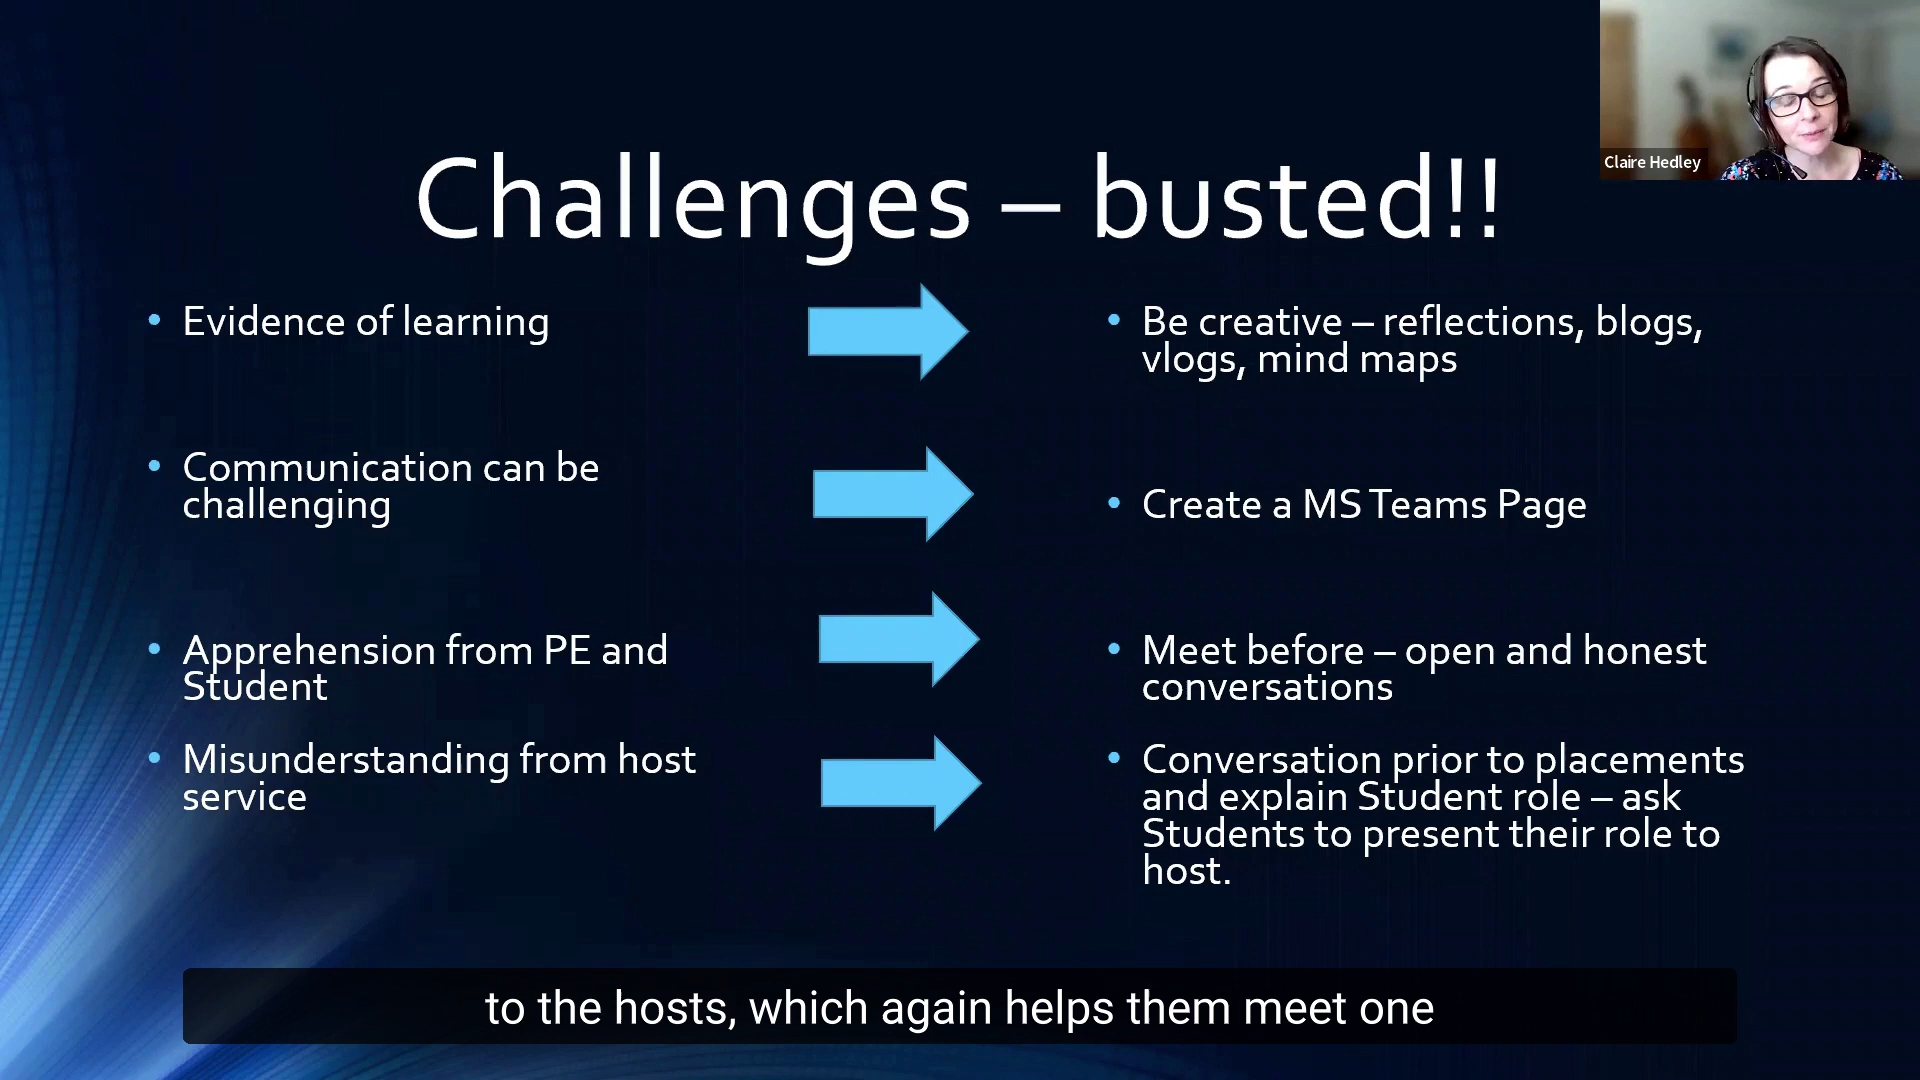 Claire Hedley
Challenges – busted!!
• Evidence of learning
• Be creative – reflections, blogs,
vlogs, mind maps
• Communication can be
challenging
• Create a MS Teams Page
• Apprehension from PE and
Student
• Meet before – open and honest
conversations
• Misunderstanding from host
service
• Conversation prior to placements
and explain Student role – ask
Students to present their role to
host.
to the hosts, which again helps them meet one